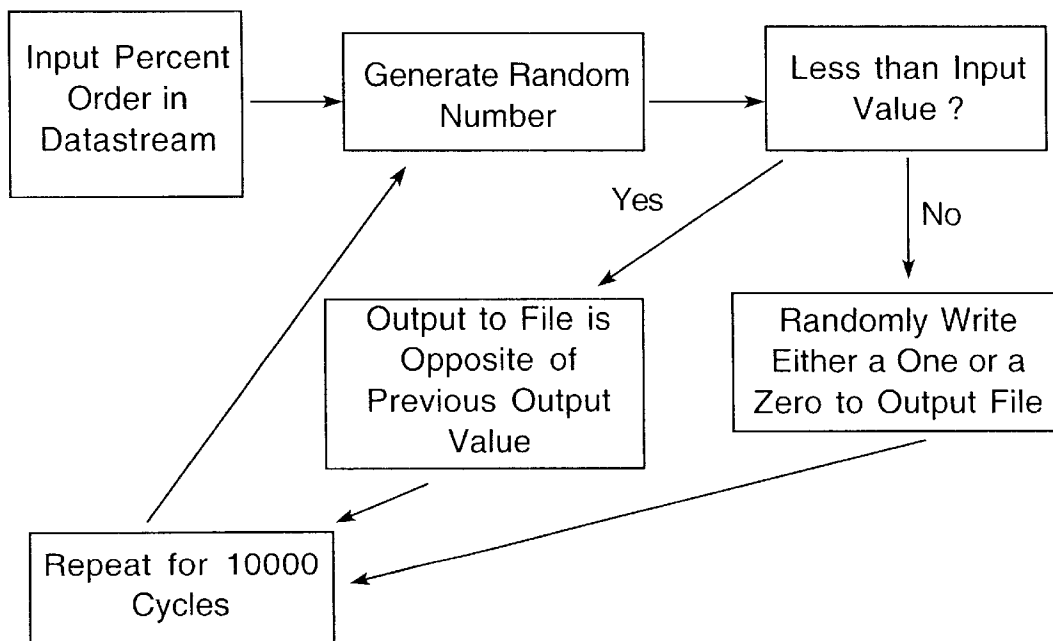 Input Percent
Order in
Datastream
Generate Random
Number
Less than Input
Value ?
Yes
No
Output to File is
Opposite of
Previous Output
Value
Randomly Write
Either a One or a
Zero to Output File
Repeat for 10000
Cycles